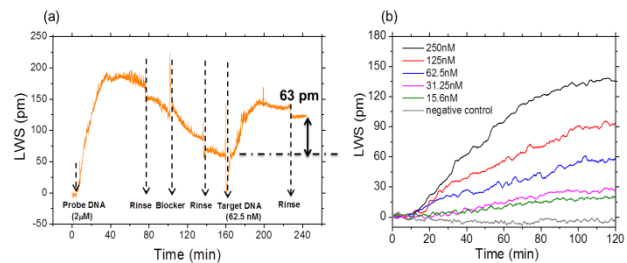 (a)
250
200
150
100
50
0
-50
LWS (pm)
63 pm
Probe DNA
(2μM)
Rinse
Blocker
Rinse
Target DNA
(62.5 nM)
Rinse
0 40 80 120 160 200 240
Time (min)
(b)
180
150
120
90
60
30
0
LWS (pm)
250nM
125nM
62.5nM
31.25nM
15.6nM
negative control
0 20 40 60 80 100 120
Time (min)